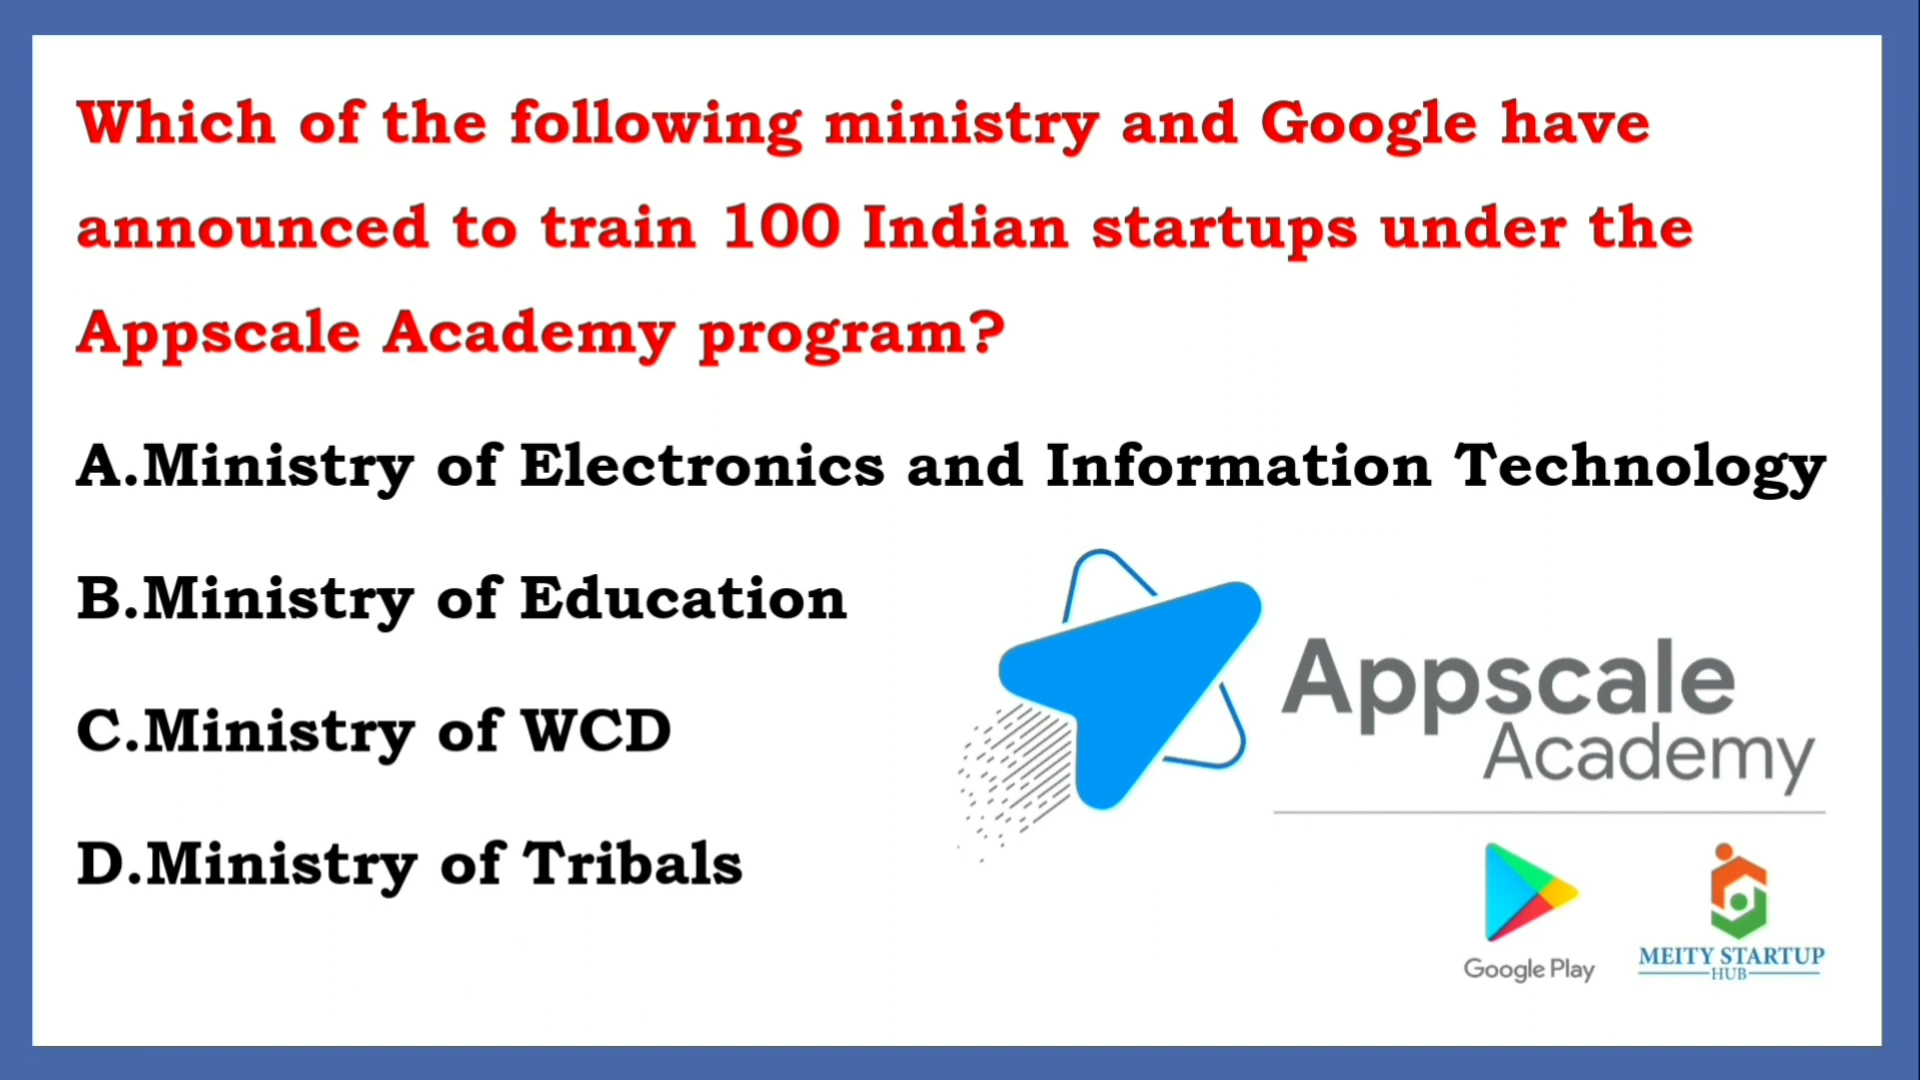 Which of the following ministry and Google have
announced to train 100 Indian startups under the
Appscale Academy program?
A.Ministry of Electronics and Information Technology
B.Ministry of Education
C.Ministry of WCD
D.Ministry of Tribals
Appscale
Academy
Google Play
MEITY STARTUP
HUB